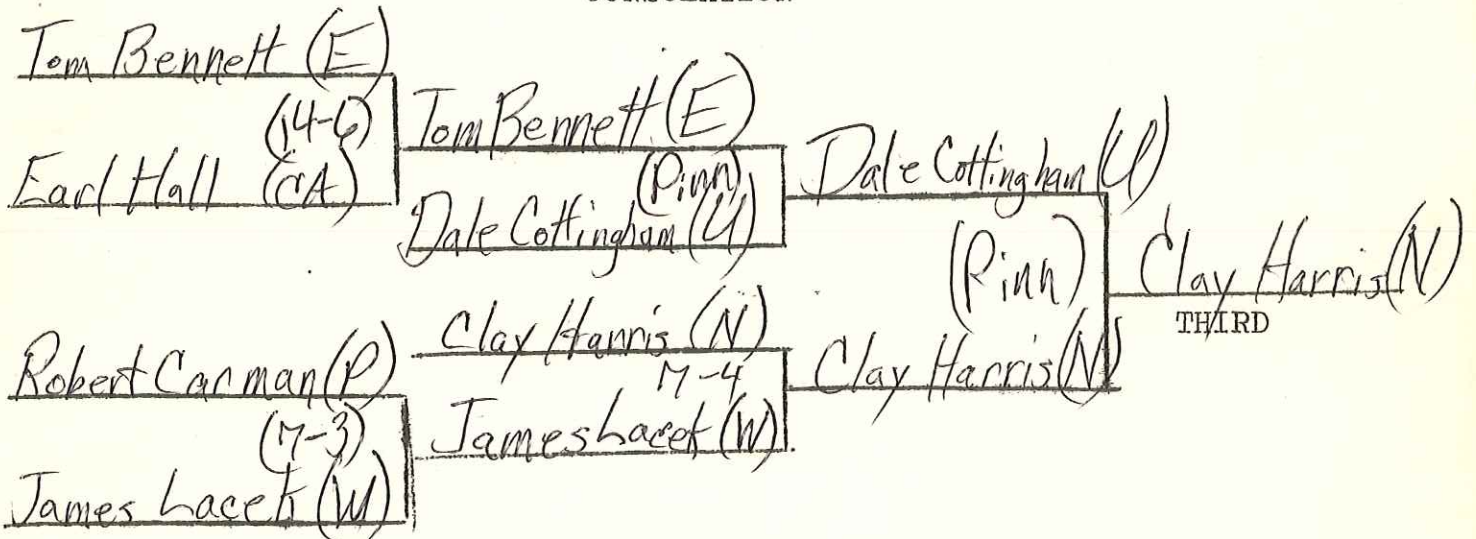 Tom Bennett (E)
(14-6)
Earl Hall (CA)
Tom Bennett (E)
(Pinn)
Dale Cottingham (U)
Dale Cottingham (U)
(Pinn)
Clay Harris (N)
THIRD
Clay Harris (N)
7-4
James Lacek (W)
Clay Harris (N)
Robert Carman (P)
(7-3)
James Lacek (W)